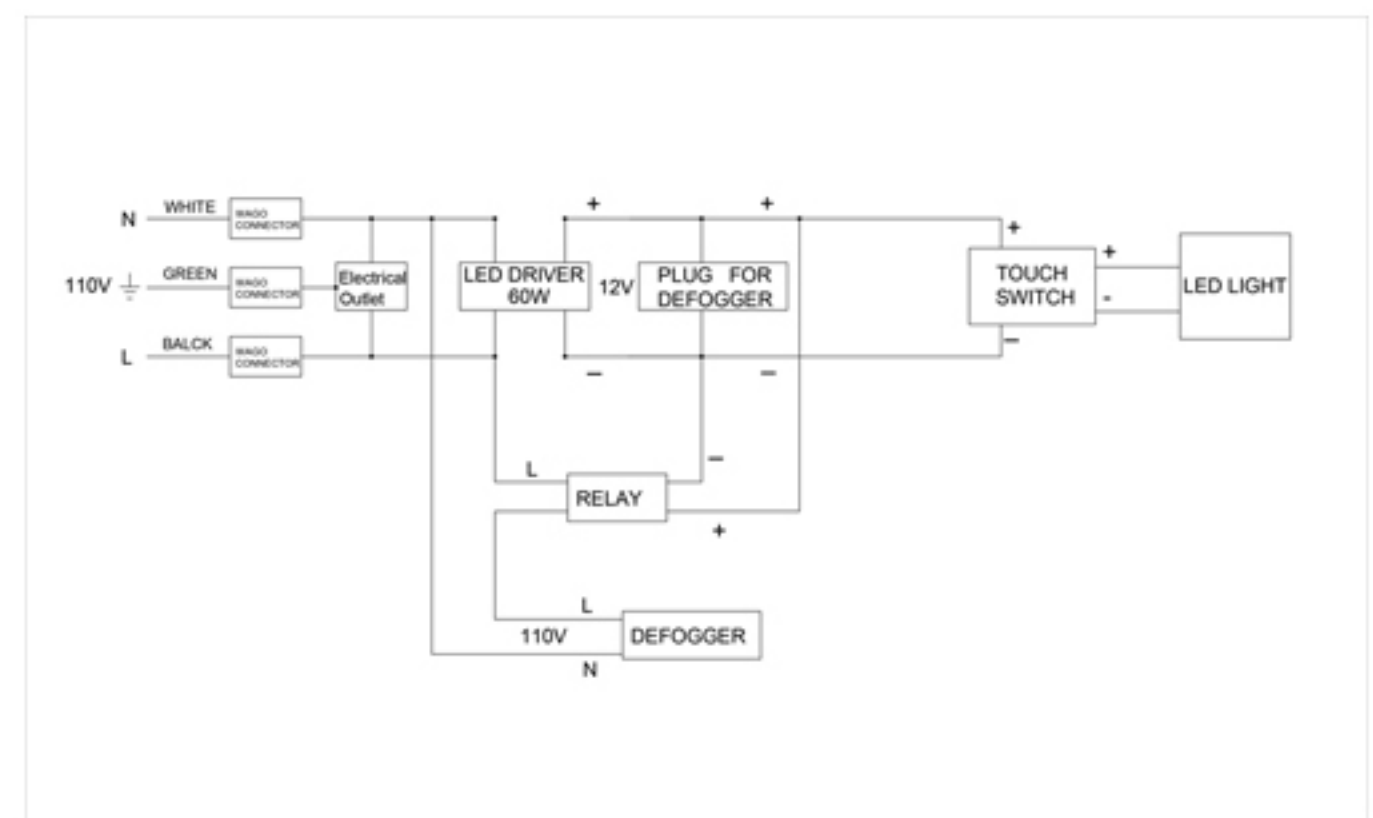 WHITE
N
WAGO
CONNECTOR
+
+
+
GREEN
110V
WAGO
CONNECTOR
Electrical
Outlet
LED DRIVER
60W
12V
PLUG FOR
DEFOGGER
TOUCH
SWITCH
+
-
LED LIGHT
BALCK
L
WAGO
CONNECTOR
–
–
–
L
RELAY
–
+
L
110V
DEFOGGER
N